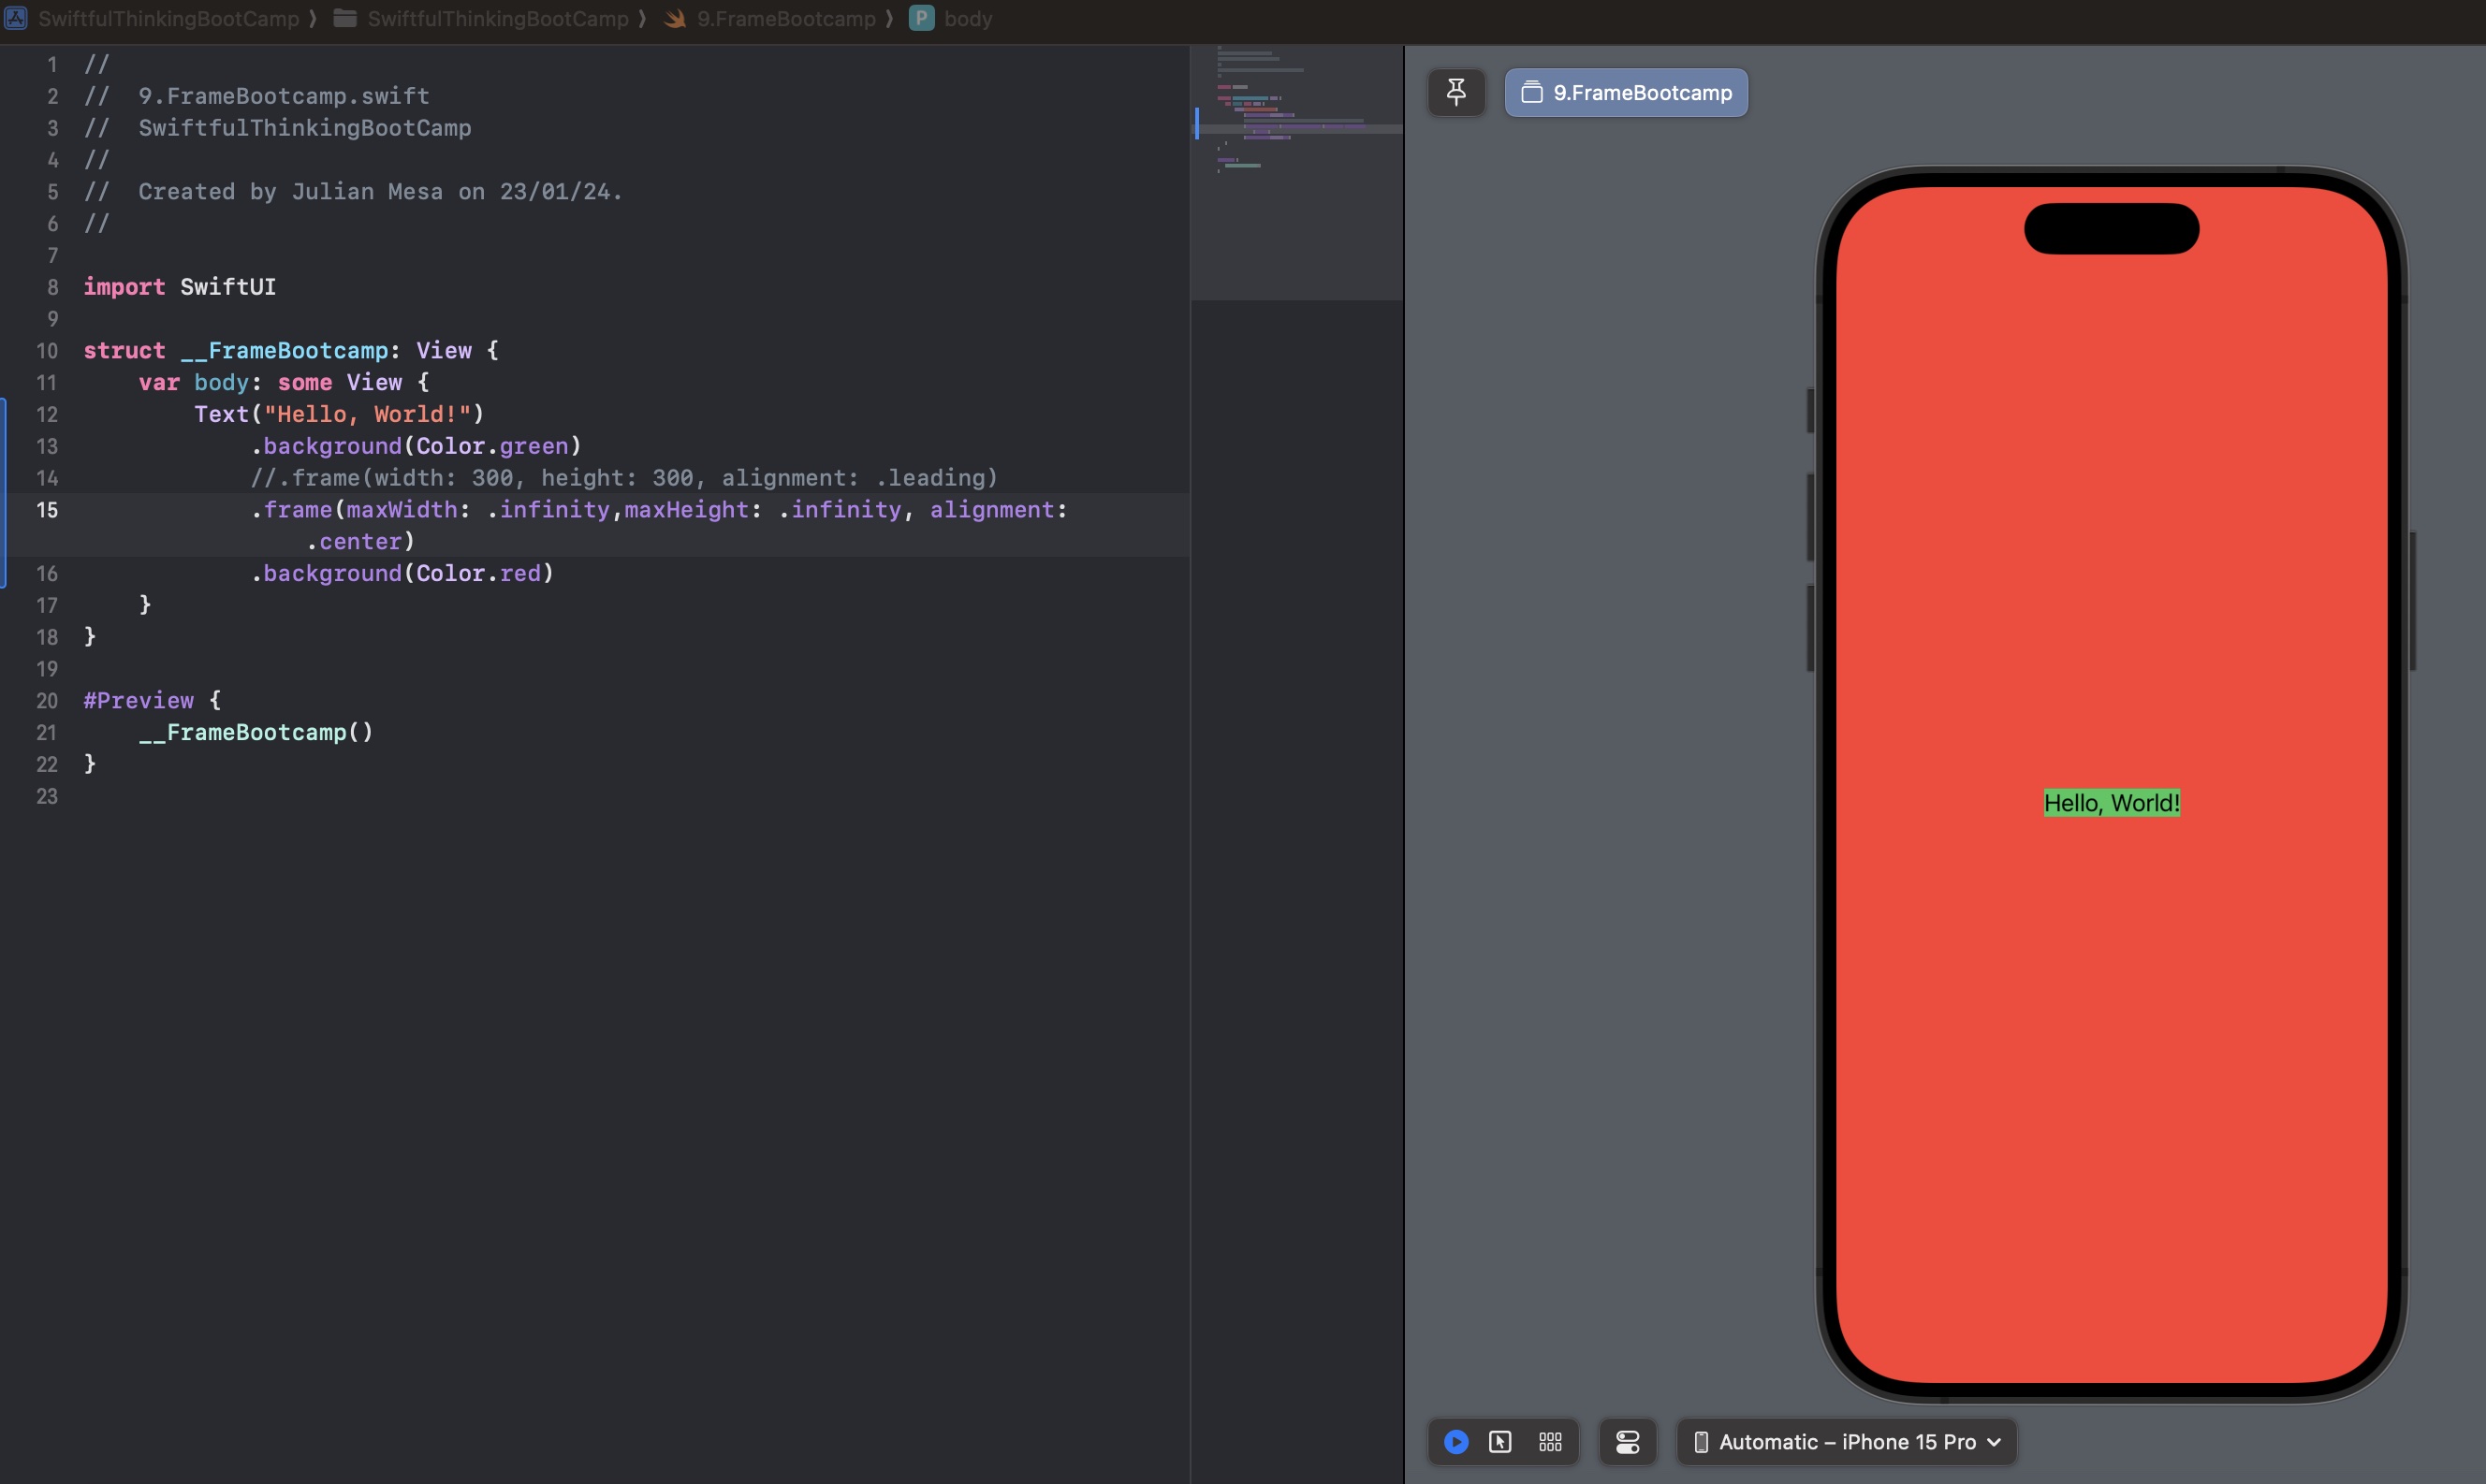 SwiftfulThinkingBootCamp ⟩ SwiftfulThinkingBootCamp ⟩ 9.FrameBootcamp ⟩ P body
1 //
2 //  9.FrameBootcamp.swift
3 //  SwiftfulThinkingBootCamp
4 //
5 //  Created by Julian Mesa on 23/01/24.
6 //
7
8 import SwiftUI
9
10 struct __FrameBootcamp: View {
11     var body: some View {
12         Text("Hello, World!")
13             .background(Color.green)
14             //.frame(width: 300, height: 300, alignment: .leading)
15             .frame(maxWidth: .infinity,maxHeight: .infinity, alignment:
                .center)
16             .background(Color.red)
17     }
18 }
19
20 #Preview {
21     __FrameBootcamp()
22 }
23
9.FrameBootcamp
Hello, World!
Automatic – iPhone 15 Pro